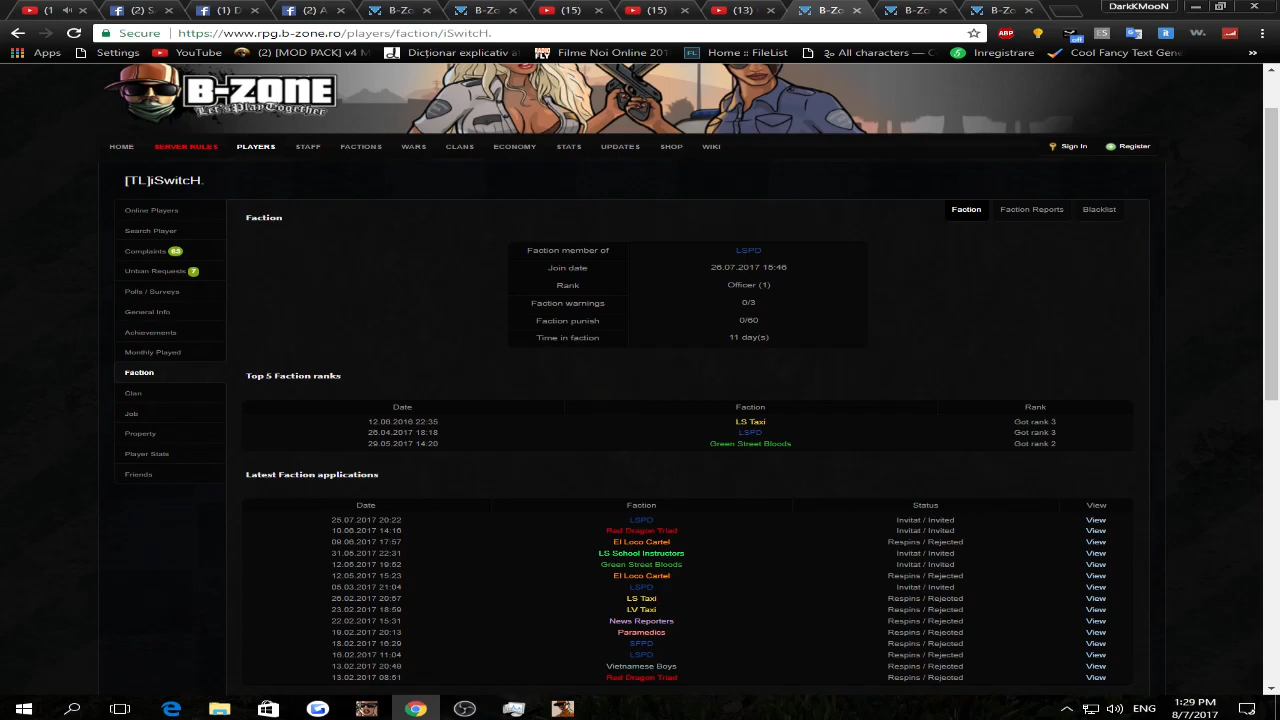 (1)
(2) A
f (D
(2) A
B-Zo
B-Zo
(15)
(15)
(13)
B-Zo
B-Zo
B-Zo
DarkKMooN
Secure https://www.rpg.b-zone.ro/players/faction/iSwitcH.
Apps Settings YouTube (2) [MOD PACK] v4 M Dicționar explicativ a Filme Noi Online 201 Home :: FileList All characters — C Inregistrare Cool Fancy Text Gene
B-ZONE
Let's Play Together
HOME SERVER RULES PLAYERS STAFF FACTIONS WARS CLANS ECONOMY STATS UPDATES SHOP WIKI Sign In Register
[TL]iSwitcH.
Online Players
Search Player
Complaints 63
Unban Requests 7
Polls / Surveys
General Info
Achievements
Monthly Played
Faction
Clan
Job
Property
Player Stats
Friends
Faction
Faction Faction Reports Blacklist
Faction member of LSPD
Join date 26.07.2017 15:46
Rank Officer (1)
Faction warnings 0/3
Faction punish 0/60
Time in faction 11 day(s)
Top 5 Faction ranks
Date Faction Rank
12.06.2016 22:35 LS Taxi Got rank 3
26.04.2017 18:18 LSPD Got rank 3
29.05.2017 14:20 Green Street Bloods Got rank 2
Latest Faction applications
Date Faction Status View
25.07.2017 20:22 LSPD Invitat / Invited View
10.06.2017 14:16 Red Dragon Triad Invitat / Invited View
09.06.2017 17:57 El Loco Cartel Respins / Rejected View
31.05.2017 22:31 LS School Instructors Invitat / Invited View
12.05.2017 19:52 Green Street Bloods Invitat / Invited View
12.05.2017 15:23 El Loco Cartel Respins / Rejected View
05.03.2017 21:04 LSPD Invitat / Invited View
26.02.2017 20:57 LS Taxi Respins / Rejected View
23.02.2017 18:59 LV Taxi Respins / Rejected View
22.02.2017 15:31 News Reporters Respins / Rejected View
19.02.2017 20:13 Paramedics Respins / Rejected View
18.02.2017 16:29 SFPD Respins / Rejected View
16.02.2017 11:04 LSPD Respins / Rejected View
13.02.2017 20:49 Vietnamese Boys Respins / Rejected View
13.02.2017 08:51 Red Dragon Triad Respins / Rejected View
ENG
1:29 PM
8/7/2017